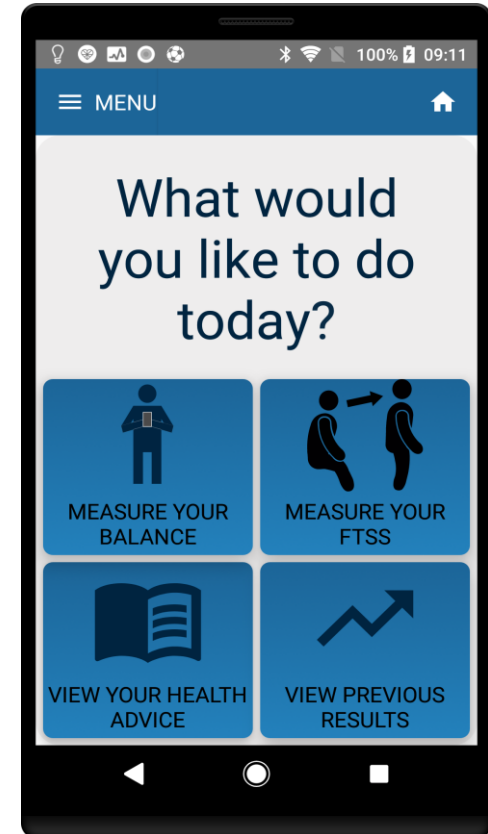 100% 09:11
MENU
What would
you like to do
today?
MEASURE YOUR
BALANCE
MEASURE YOUR
FTSS
VIEW YOUR HEALTH
ADVICE
VIEW PREVIOUS
RESULTS